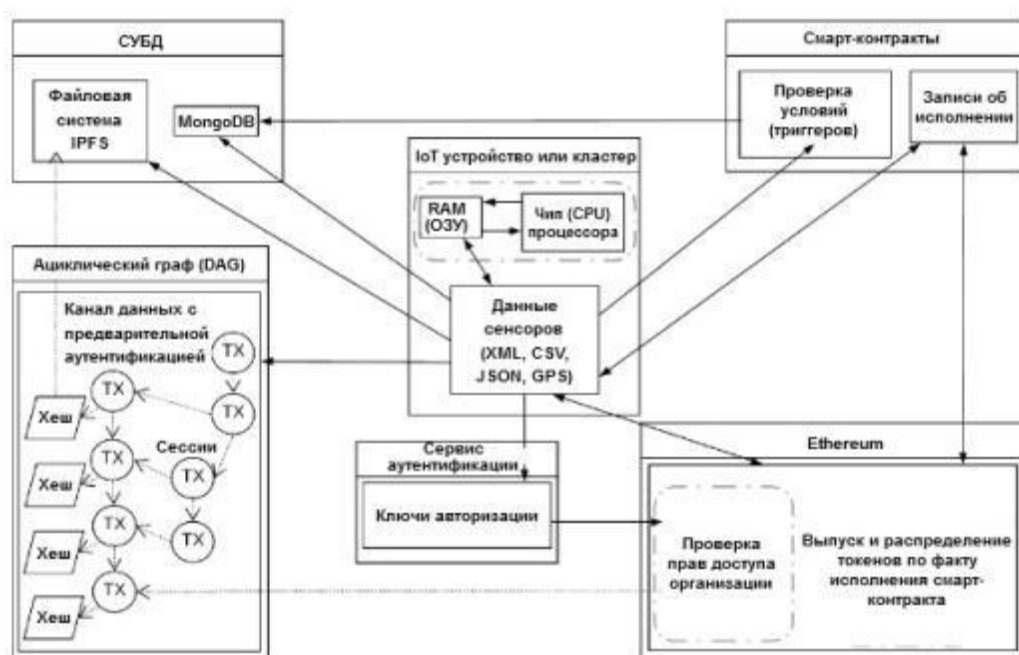 СУБД
Файловая
система
IPFS
MongoDB
Смарт-контракты
Проверка
условий
(триггеров)
Записи об
исполнении
IoT устройство или кластер
RAM
(ОЗУ)
Чип (CPU)
процессора
Данные
сенсоров
(XML, CSV,
JSON, GPS)
Ациклический граф (DAG)
Канал данных с
предварительной
аутентификацией
TX
TX
TX
Хеш
Сессии
TX
TX
Хеш
TX
TX
Хеш
TX
Хеш
Сервис
аутентификации
Ключи авторизации
Ethereum
Проверка
прав доступа
организации
Выпуск и распределение
токенов по факту
исполнения смарт-
контракта